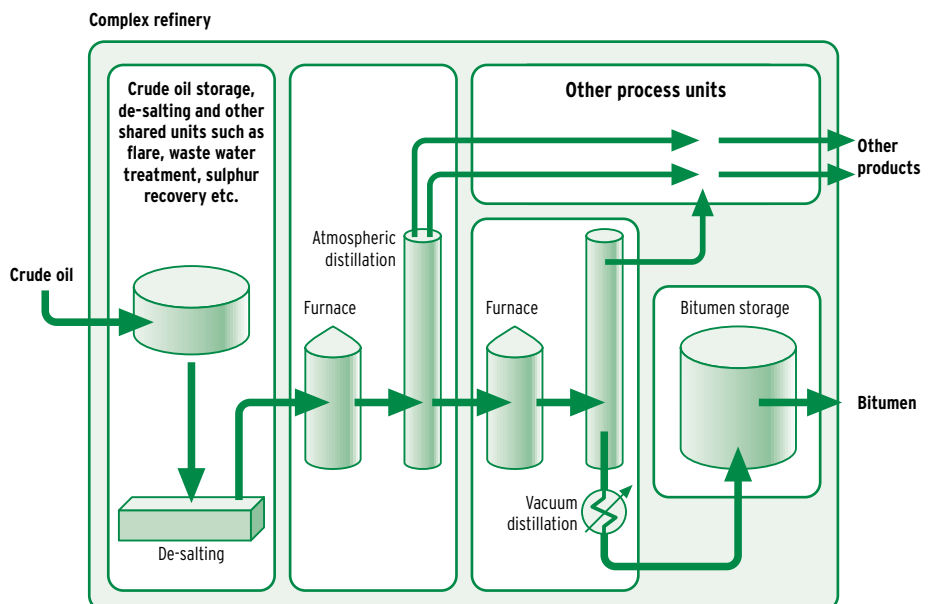 Complex refinery
Crude oil storage,
de-salting and other
shared units such as
flare, waste water
treatment, sulphur
recovery etc.
Other process units
Other
products
Atmospheric
distillation
Crude oil
Furnace
Furnace
Bitumen storage
Bitumen
Vacuum
distillation
De-salting